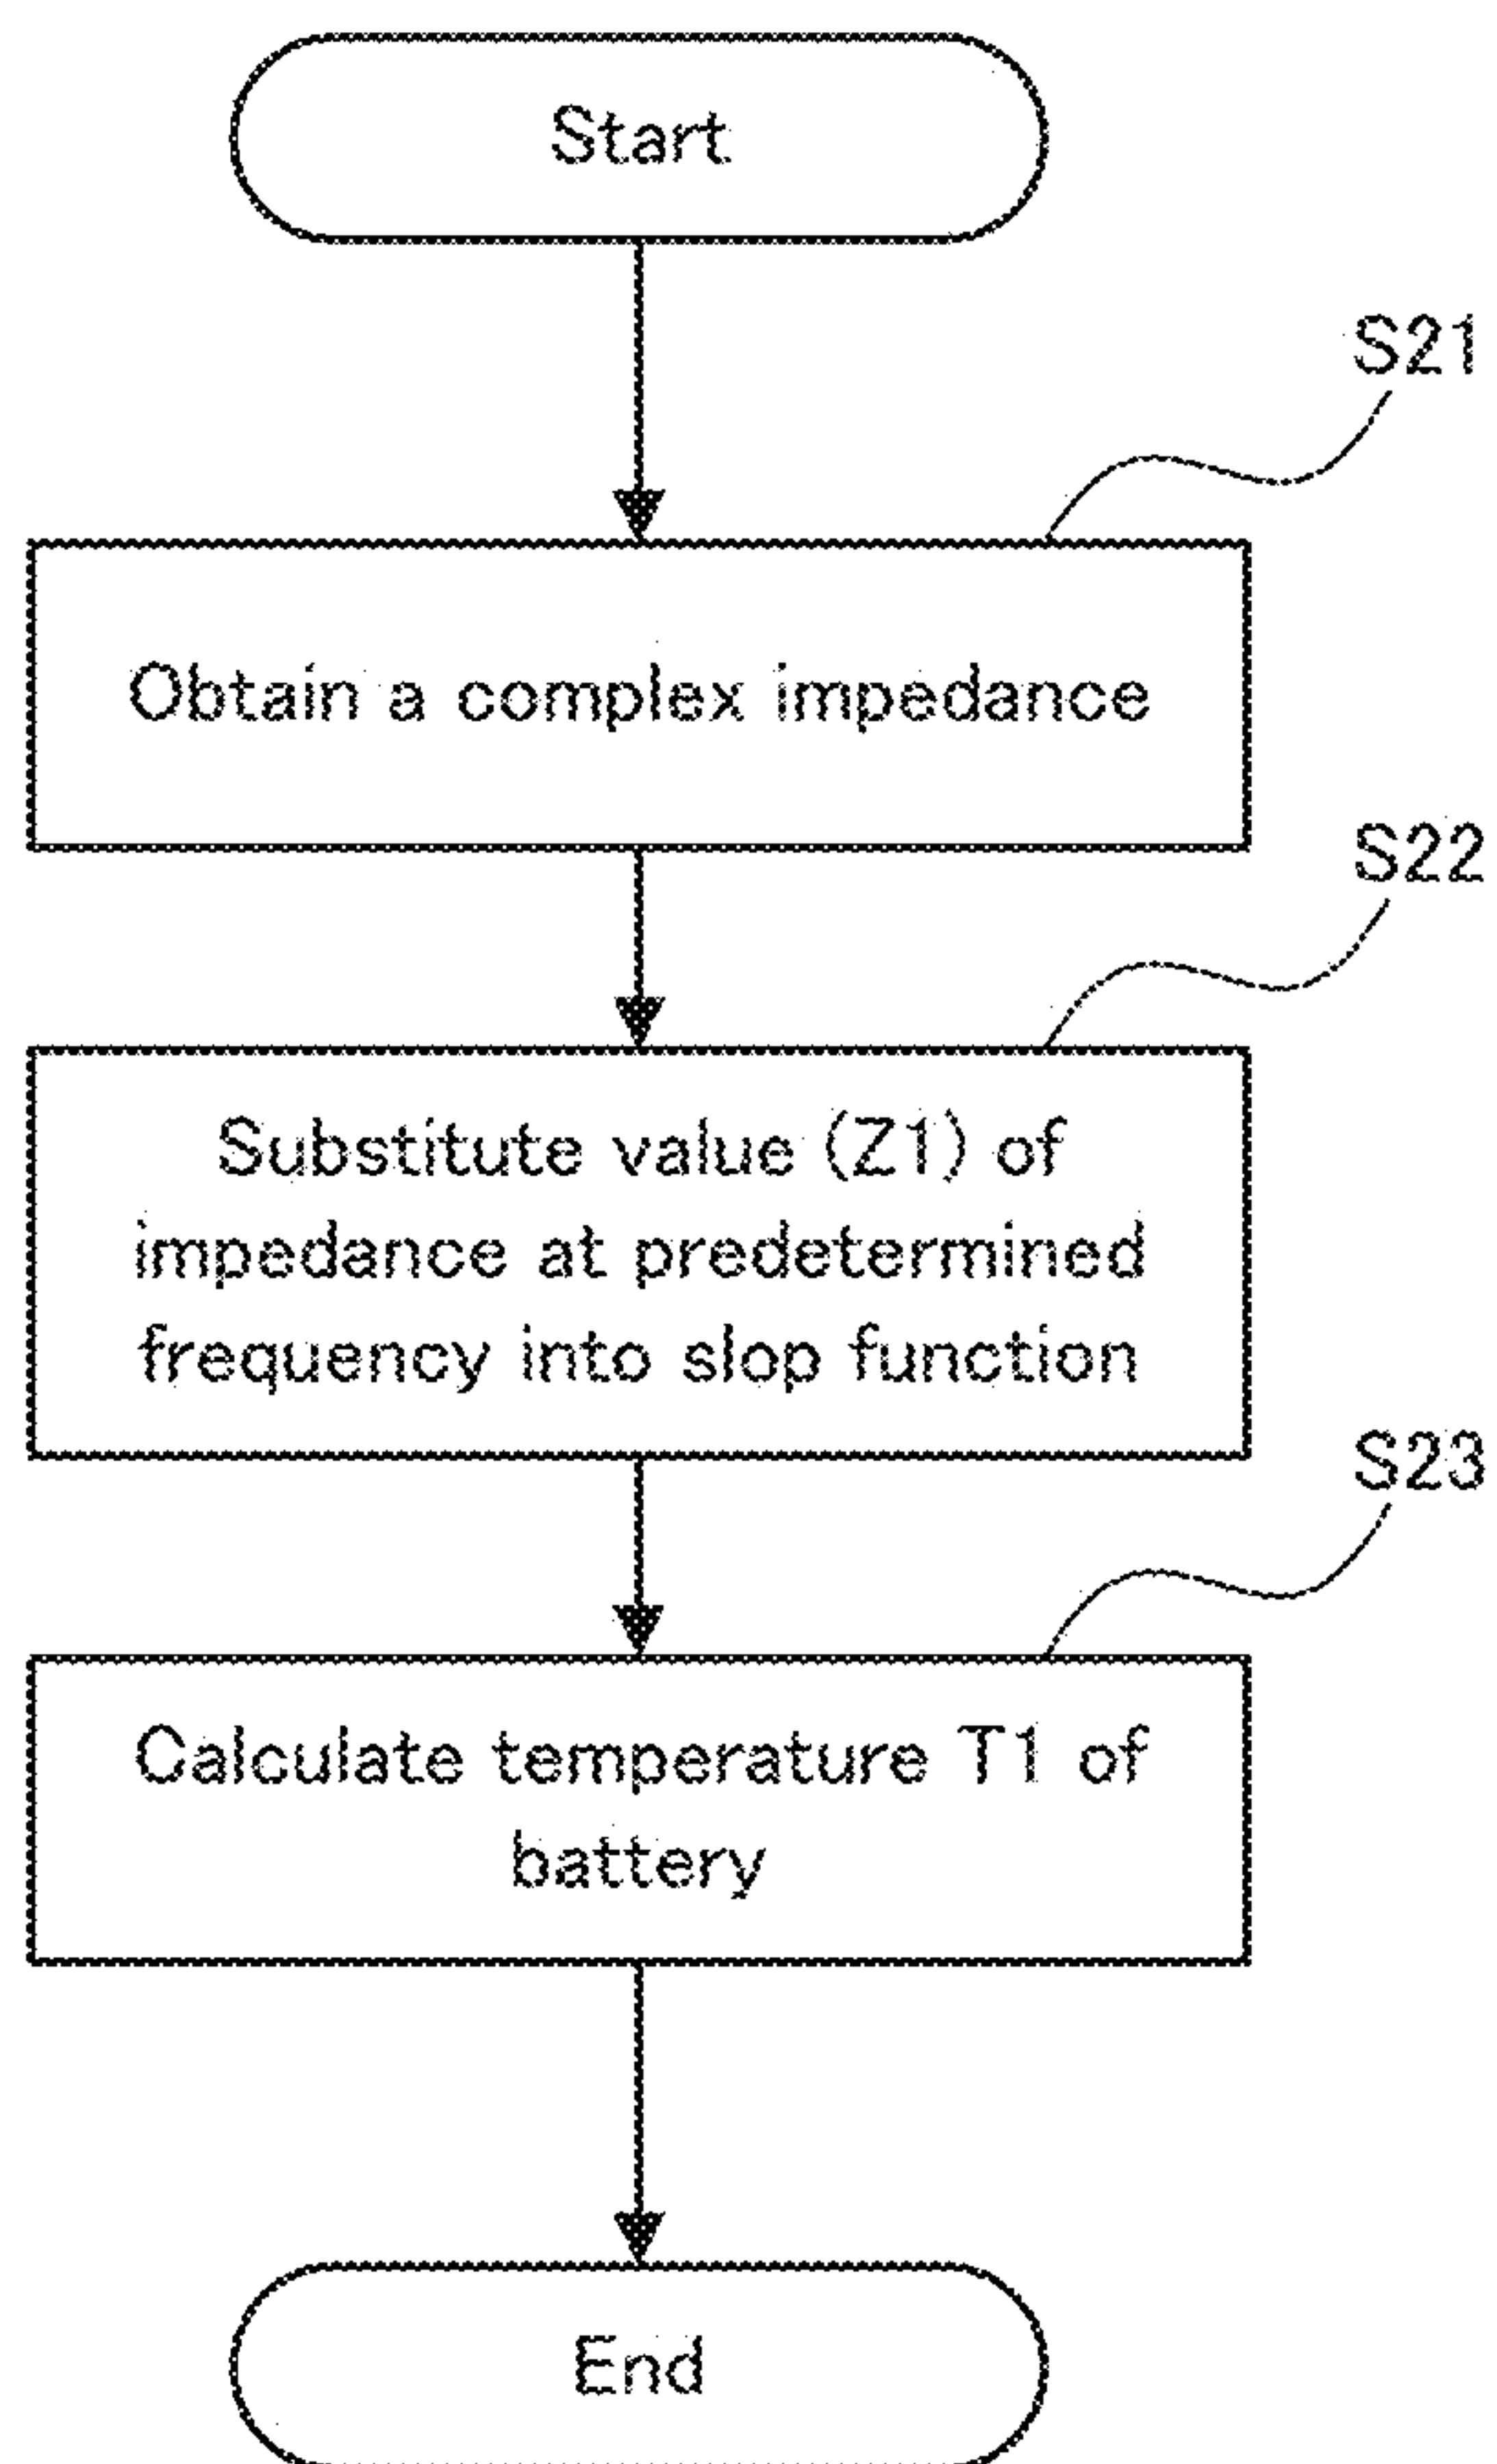 Start
S21
Obtain a complex impedance
S22
Substitute value (Z1) of
impedance at predetermined
frequency into slop function
S23
Calculate temperature T1 of
battery
End